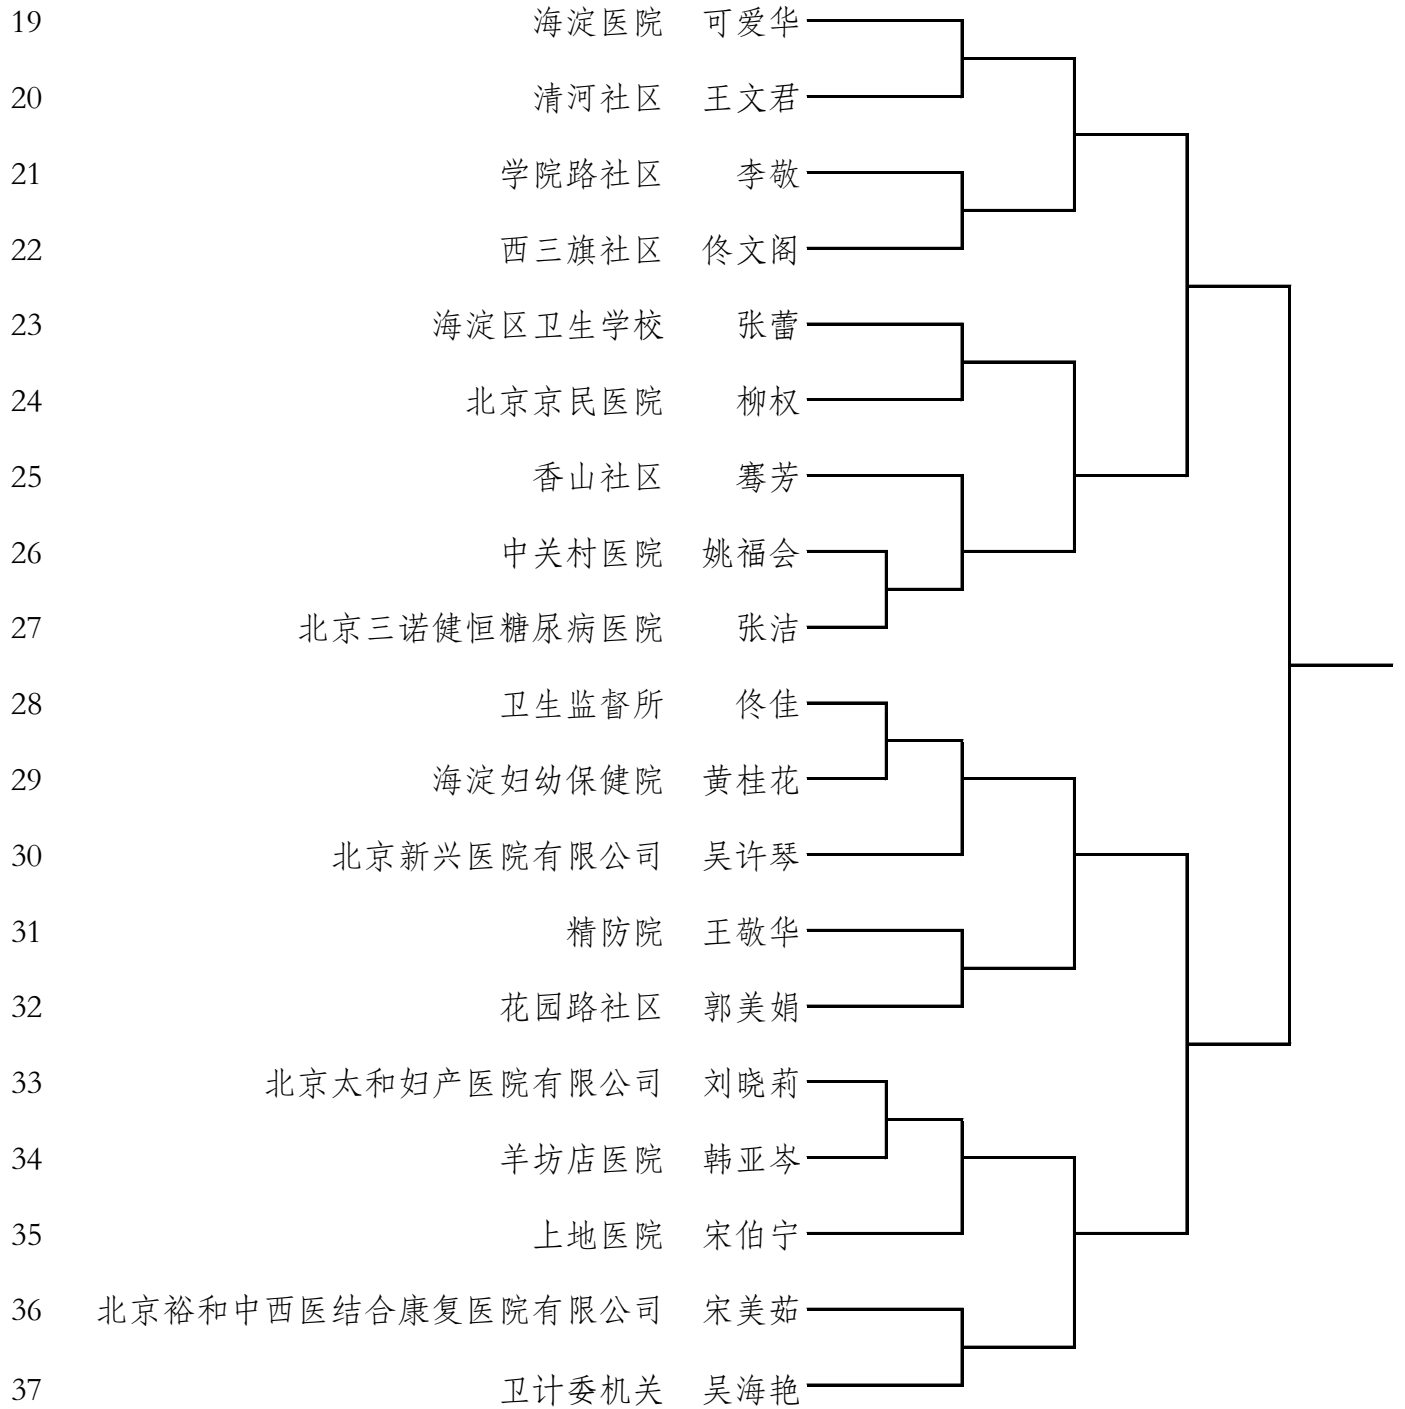 19 海淀医院 可爱华
20 清河社区 王文君
21 学院路社区 李敬
22 西三旗社区 佟文阁
23 海淀区卫生学校 张蕾
24 北京京民医院 柳权
25 香山社区 骞芳
26 中关村医院 姚福会
27 北京三诺健恒糖尿病医院 张洁
28 卫生监督所 佟佳
29 海淀妇幼保健院 黄桂花
30 北京新兴医院有限公司 吴许琴
31 精防院 王敬华
32 花园路社区 郭美娟
33 北京太和妇产医院有限公司 刘晓莉
34 羊坊店医院 韩亚岑
35 上地医院 宋伯宁
36 北京裕和中西医结合康复医院有限公司 宋美茹
37 卫计委机关 吴海艳